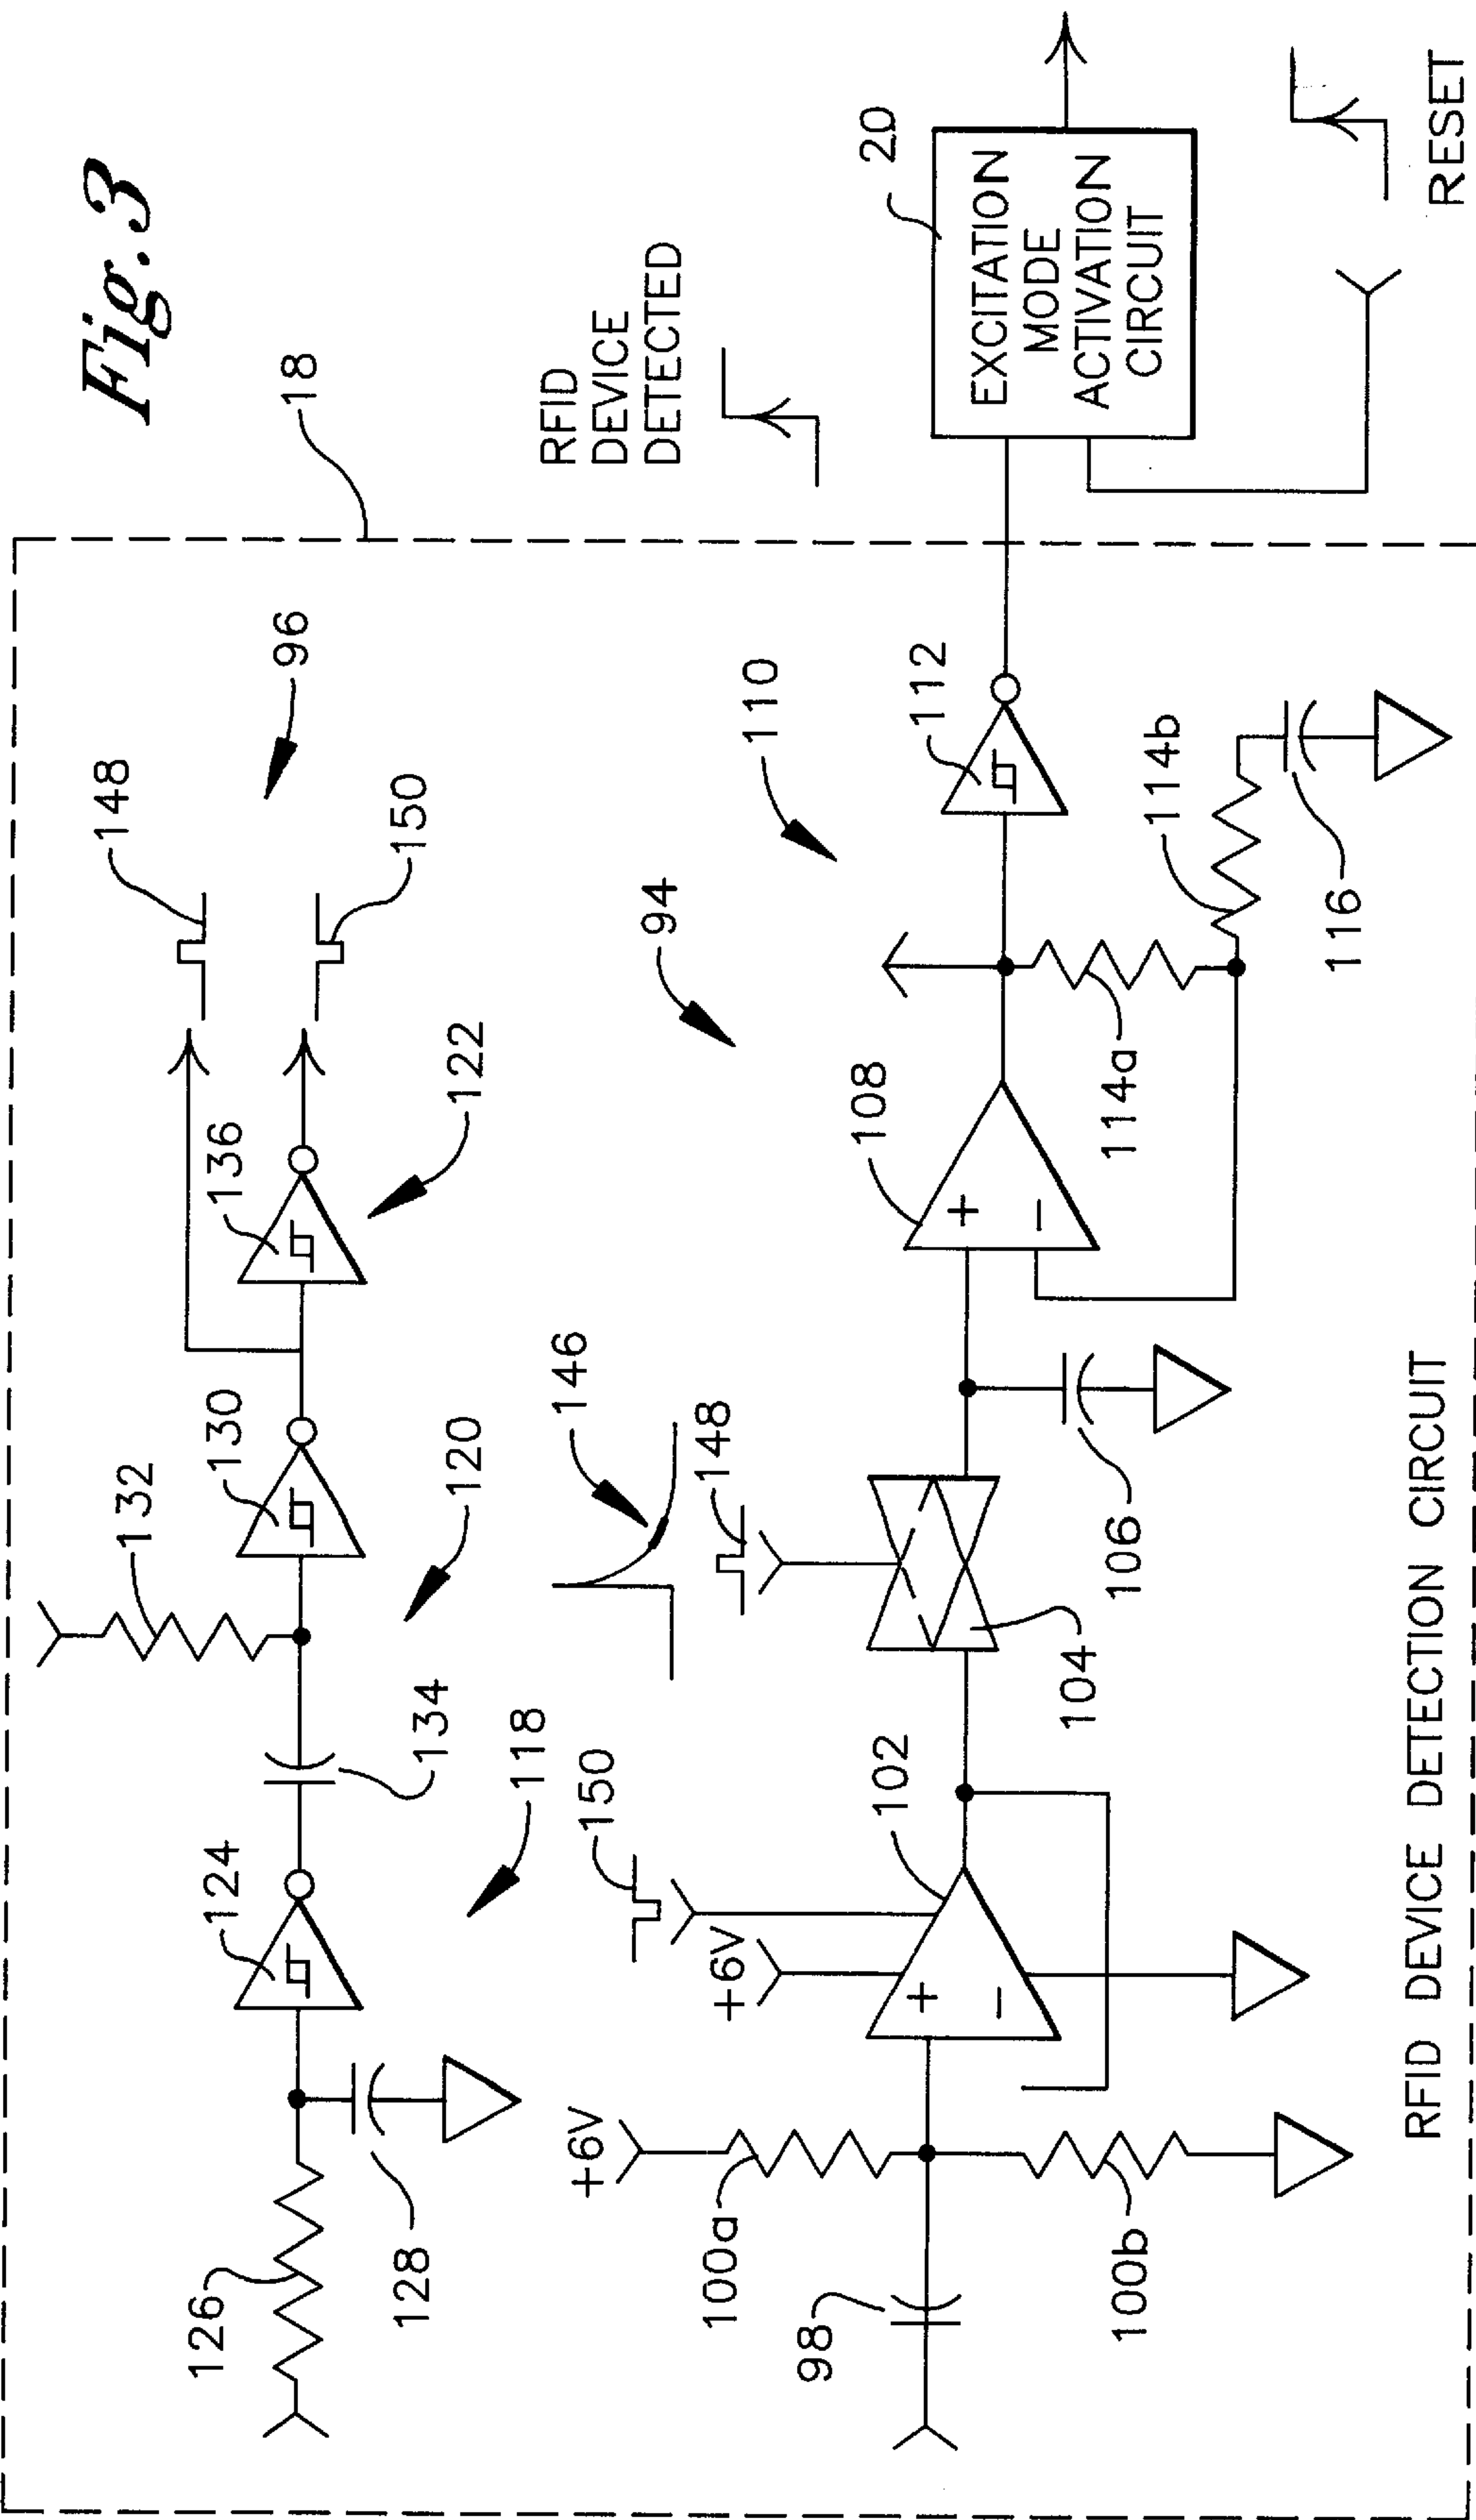 Fig. 3
18
96
148
150
122
136
130
132
120
134
118
124
126
128
RFID
DEVICE
DETECTED
20
EXCITATION
MODE
ACTIVATION
CIRCUIT
RESET
110
112
94
114b
116
114a
108
146
148
106
104
150
102
+6V
+
−
+
−
+6V
100a
100b
98
RFID DEVICE DETECTION CIRCUIT